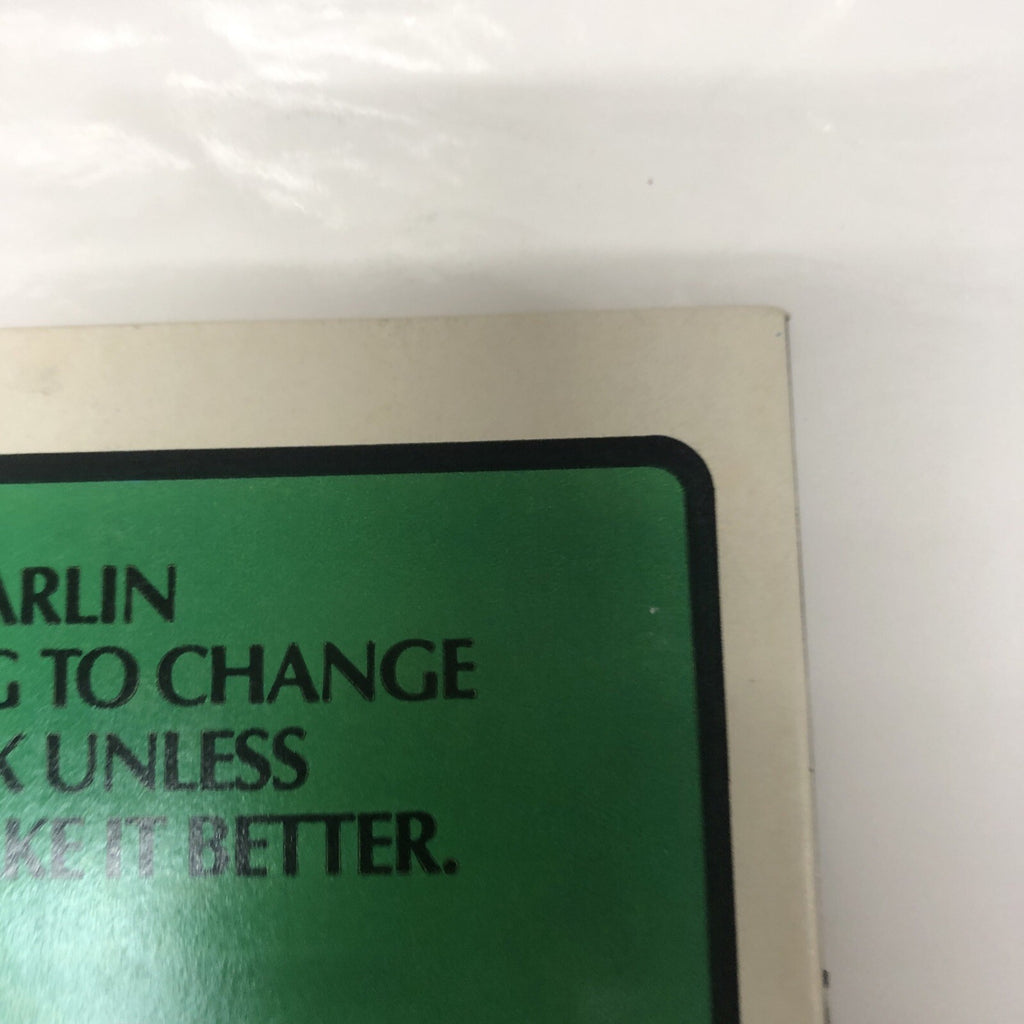 ARLIN
G TO CHANGE
K UNLESS
KE IT BETTER.